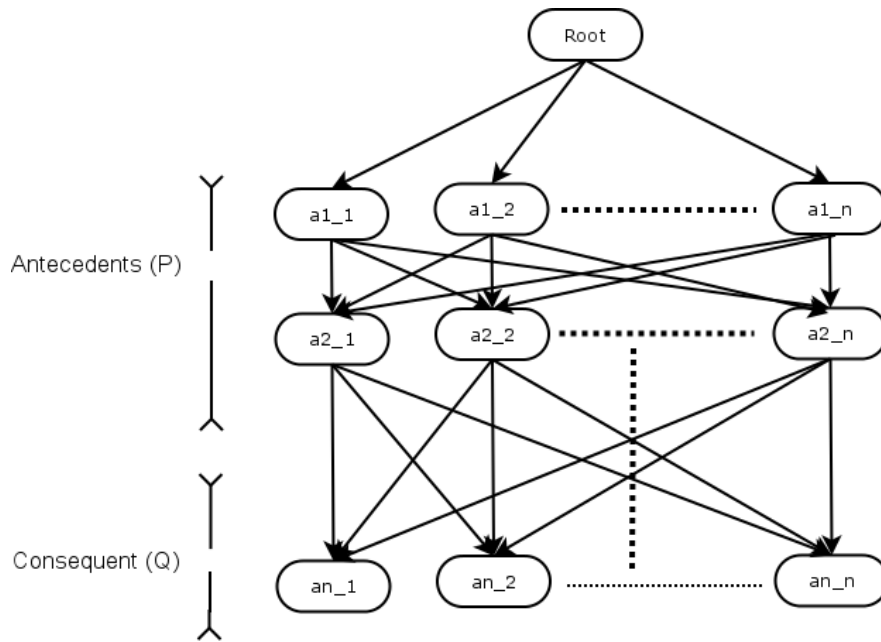 Root
a1_1
a1_2
a1_n
Antecedents (P)
a2_1
a2_2
a2_n
Consequent (Q)
an_1
an_2
an_n